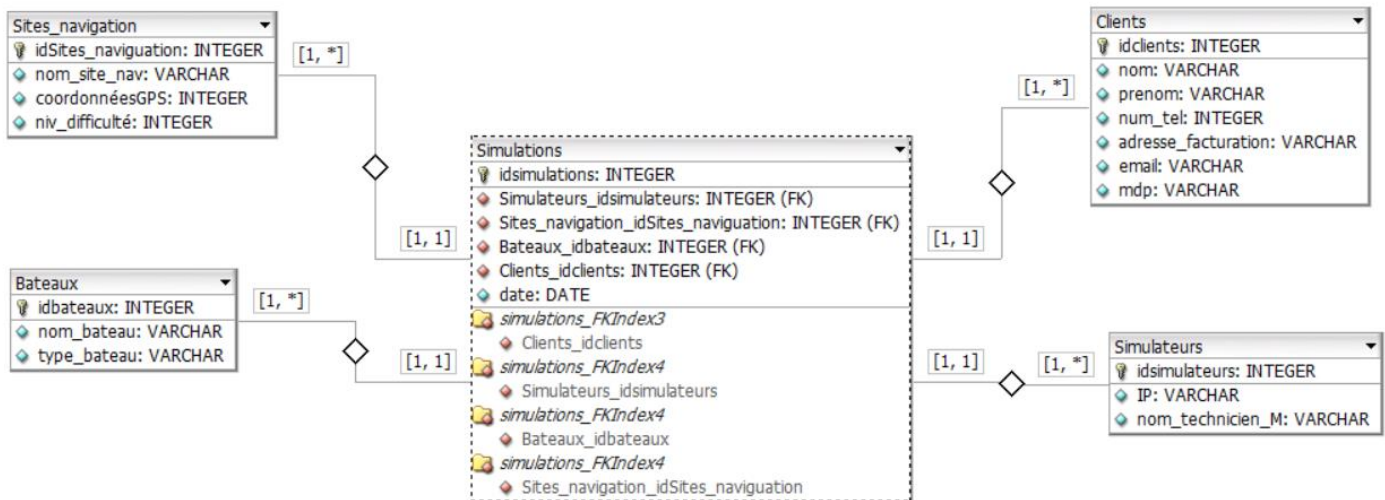 Sites_navigation
idSites_naviguation: INTEGER
nom_site_nav: VARCHAR
coordonnéesGPS: INTEGER
niv_difficulté: INTEGER
[1, *]
[1, 1]
Bateaux
idbateaux: INTEGER
nom_bateau: VARCHAR
type_bateau: VARCHAR
[1, *]
[1, 1]
Simulations
idsimulations: INTEGER
Simulateurs_idsimulateurs: INTEGER (FK)
Sites_navigation_idSites_naviguation: INTEGER (FK)
Bateaux_idbateaux: INTEGER (FK)
Clients_idclients: INTEGER (FK)
date: DATE
simulations_FKIndex3
Clients_idclients
simulations_FKIndex4
Simulateurs_idsimulateurs
simulations_FKIndex4
Bateaux_idbateaux
simulations_FKIndex4
Sites_navigation_idSites_naviguation
Clients
idclients: INTEGER
nom: VARCHAR
prenom: VARCHAR
num_tel: INTEGER
adresse_facturation: VARCHAR
email: VARCHAR
mdp: VARCHAR
[1, *]
[1, 1]
Simulateurs
idsimulateurs: INTEGER
IP: VARCHAR
nom_technicien_M: VARCHAR
[1, 1]
[1, *]